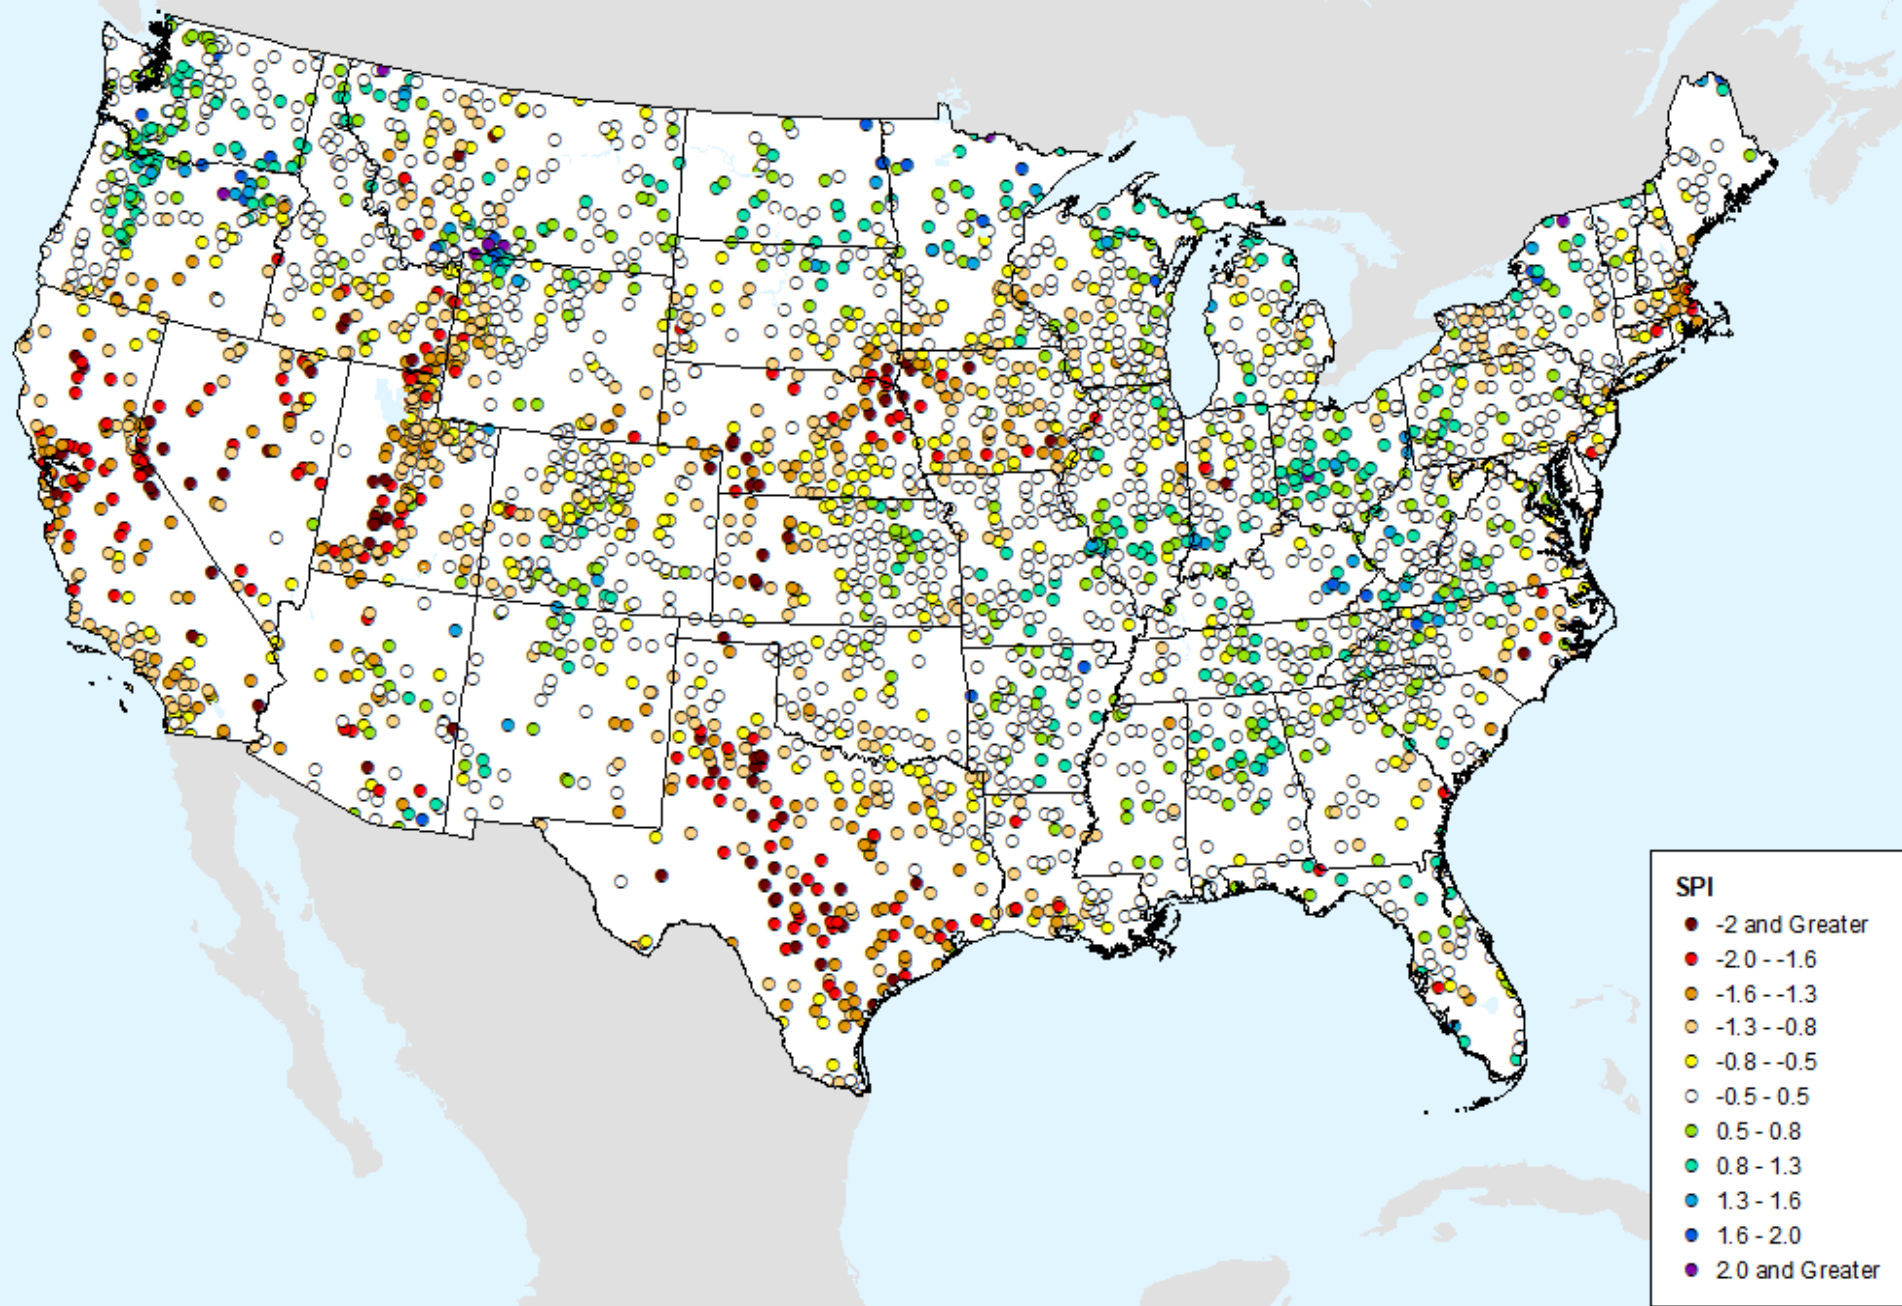 SPI
-2 and Greater
-2.0 - -1.6
-1.6 - -1.3
-1.3 - -0.8
-0.8 - -0.5
-0.5 - 0.5
0.5 - 0.8
0.8 - 1.3
1.3 - 1.6
1.6 - 2.0
2.0 and Greater